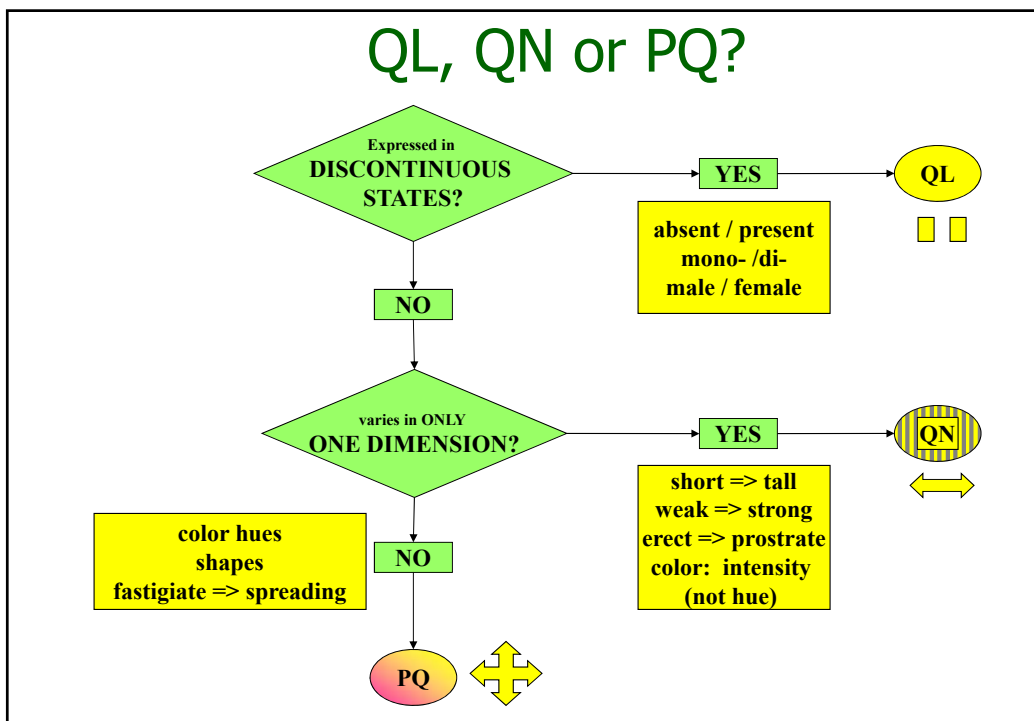 QL, QN or PQ?
Expressed in
DISCONTINUOUS
STATES?
YES
QL
absent / present
mono- /di-
male / female
NO
varies in ONLY
ONE DIMENSION?
YES
QN
short => tall
weak => strong
erect => prostrate
color:  intensity
(not hue)
color hues
shapes
fastigiate => spreading
NO
PQ